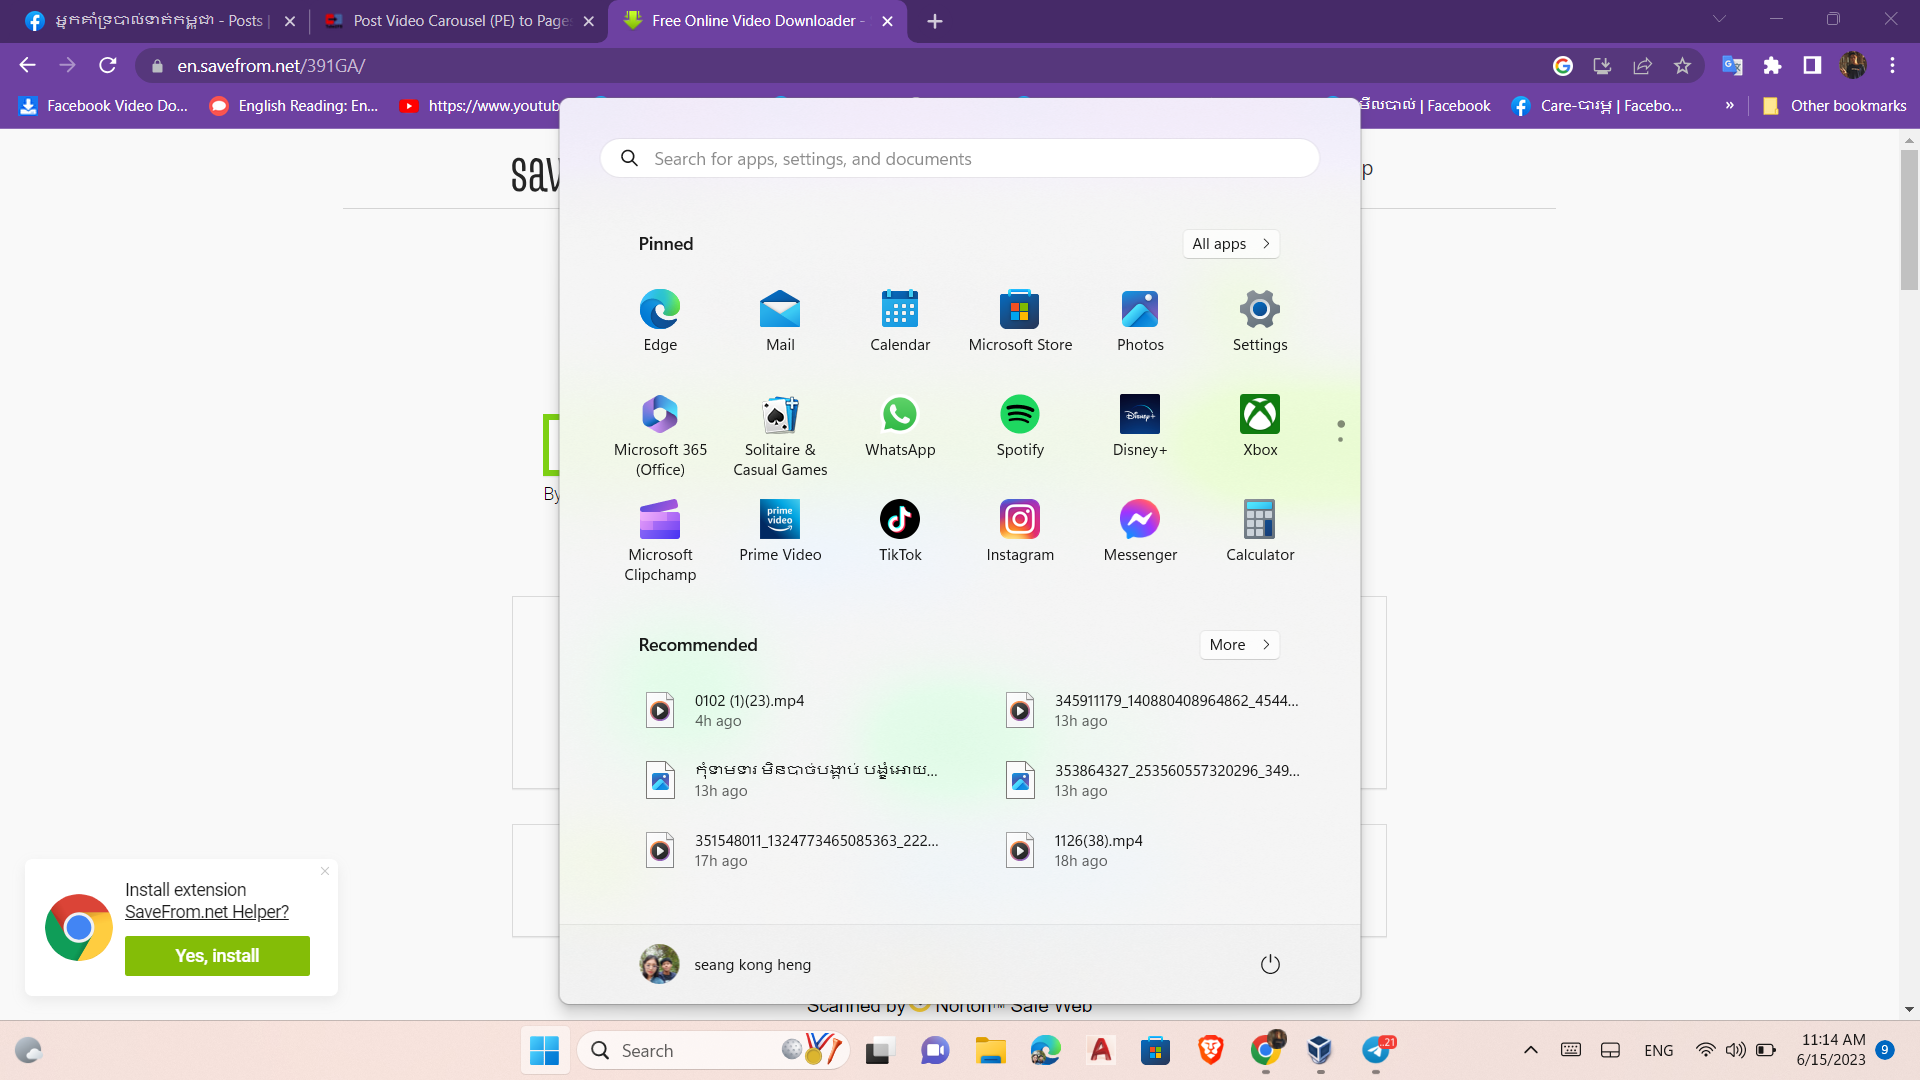 អ្នកគាំទ្របាល់ទាត់កម្ពុជា - Posts |
Post Video Carousel (PE) to Page
Free Online Video Downloader -
en.savefrom.net/391GA/
Facebook Video Do...
English Reading: En...
https://www.youtub
មើលបាល់ | Facebook
Care-បារម្ភ | Facebo...
»
Other bookmarks
sav
p
Search for apps, settings, and documents
Pinned
All apps
Edge
Mail
Calendar
Microsoft Store
Photos
Settings
Microsoft 365
(Office)
Solitaire &
Casual Games
WhatsApp
Spotify
Disney+
Disney+
Xbox
By
Microsoft
Clipchamp
prime
video
Prime Video
TikTok
Instagram
Messenger
Calculator
Recommended
More
0102 (1)(23).mp4
4h ago
345911179_140880408964862_4544...
13h ago
កុំទាមទារ មិនបាច់បង្គាប់ បង្ខំអោយ...
13h ago
353864327_253560557320296_349...
13h ago
351548011_1324773465085363_222...
17h ago
1126(38).mp4
18h ago
Install extension
SaveFrom.net Helper?
Yes, install
seang kong heng
Scanned by Norton™ Safe Web
Search
21
ENG
11:14 AM
6/15/2023
9